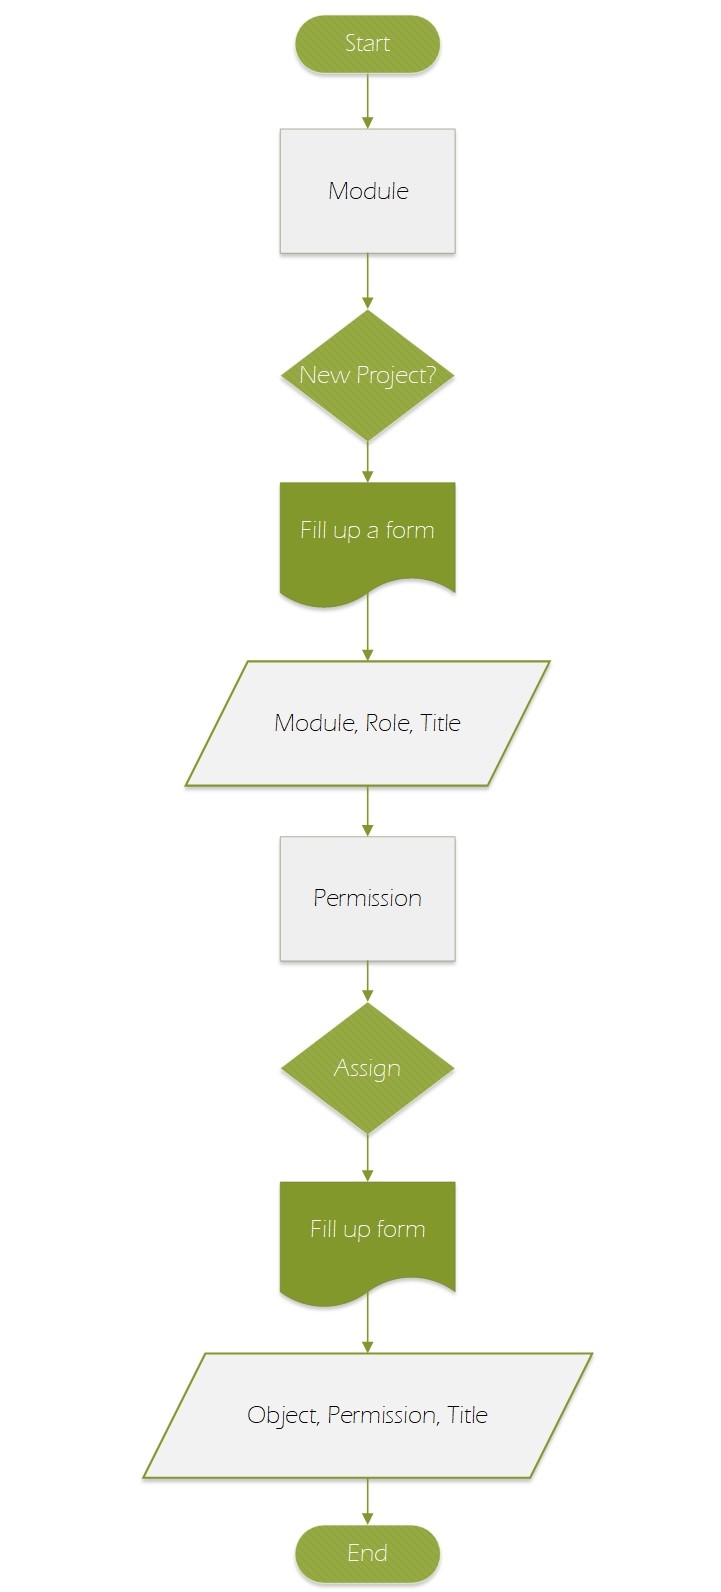 Start
Module
New Project?
Fill up a form
Module, Role, Title
Permission
Assign
Fill up form
Object, Permission, Title
End